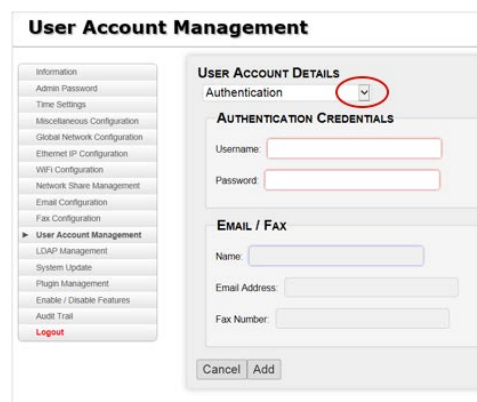 User Account Management
Information
Admin Password
Time Settings
Miscellaneous Configuration
Global Network Configuration
Ethernet IP Configuration
WiFi Configuration
Network Share Management
Email Configuration
Fax Configuration
User Account Management
LDAP Management
System Update
Plugin Management
Enable / Disable Features
Audit Trail
Logout
USER ACCOUNT DETAILS
Authentication
AUTHENTICATION CREDENTIALS
Username:
Password:
EMAIL / FAX
Name:
Email Address:
Fax Number:
Cancel Add